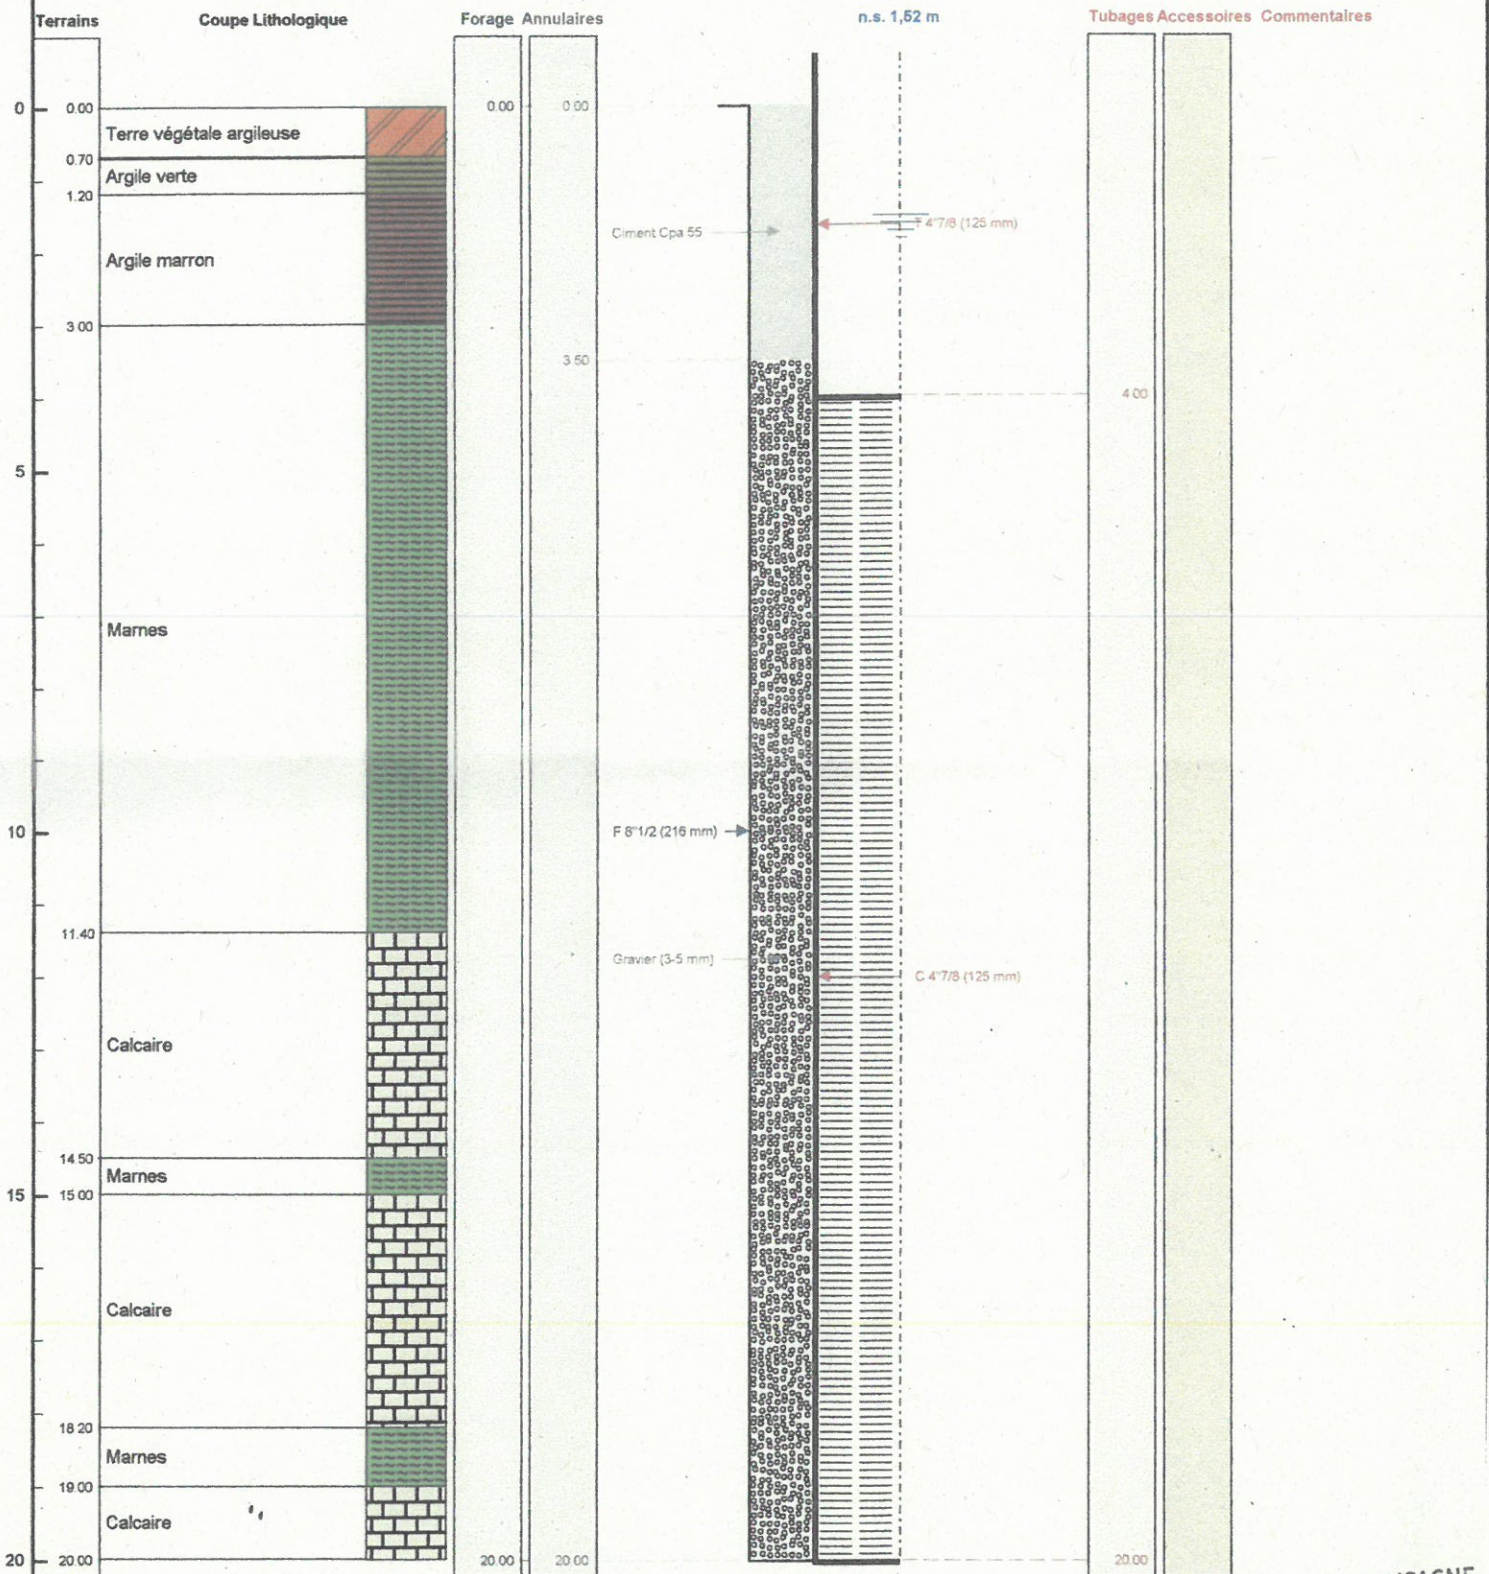 Terrains Coupe Lithologique Forage Annulaires n.s. 1,52 m Tubages Accessoires Commentaires
0 0.00 0.00 0.00
Terre végétale argileuse
0.70
Argile verte
1.20
Ciment Cpa 55 T 4"7/8 (125 mm)
Argile marron
3.00
3.50
4.00
5
Marnes
10 F 8"1/2 (216 mm)
11.40
Gravier (3-5 mm) C 4"7/8 (125 mm)
Calcaire
14.50
Marnes
15 15.00
Calcaire
18.20
Marnes
19.00
Calcaire
20 20.00 20.00 20.00 20.00